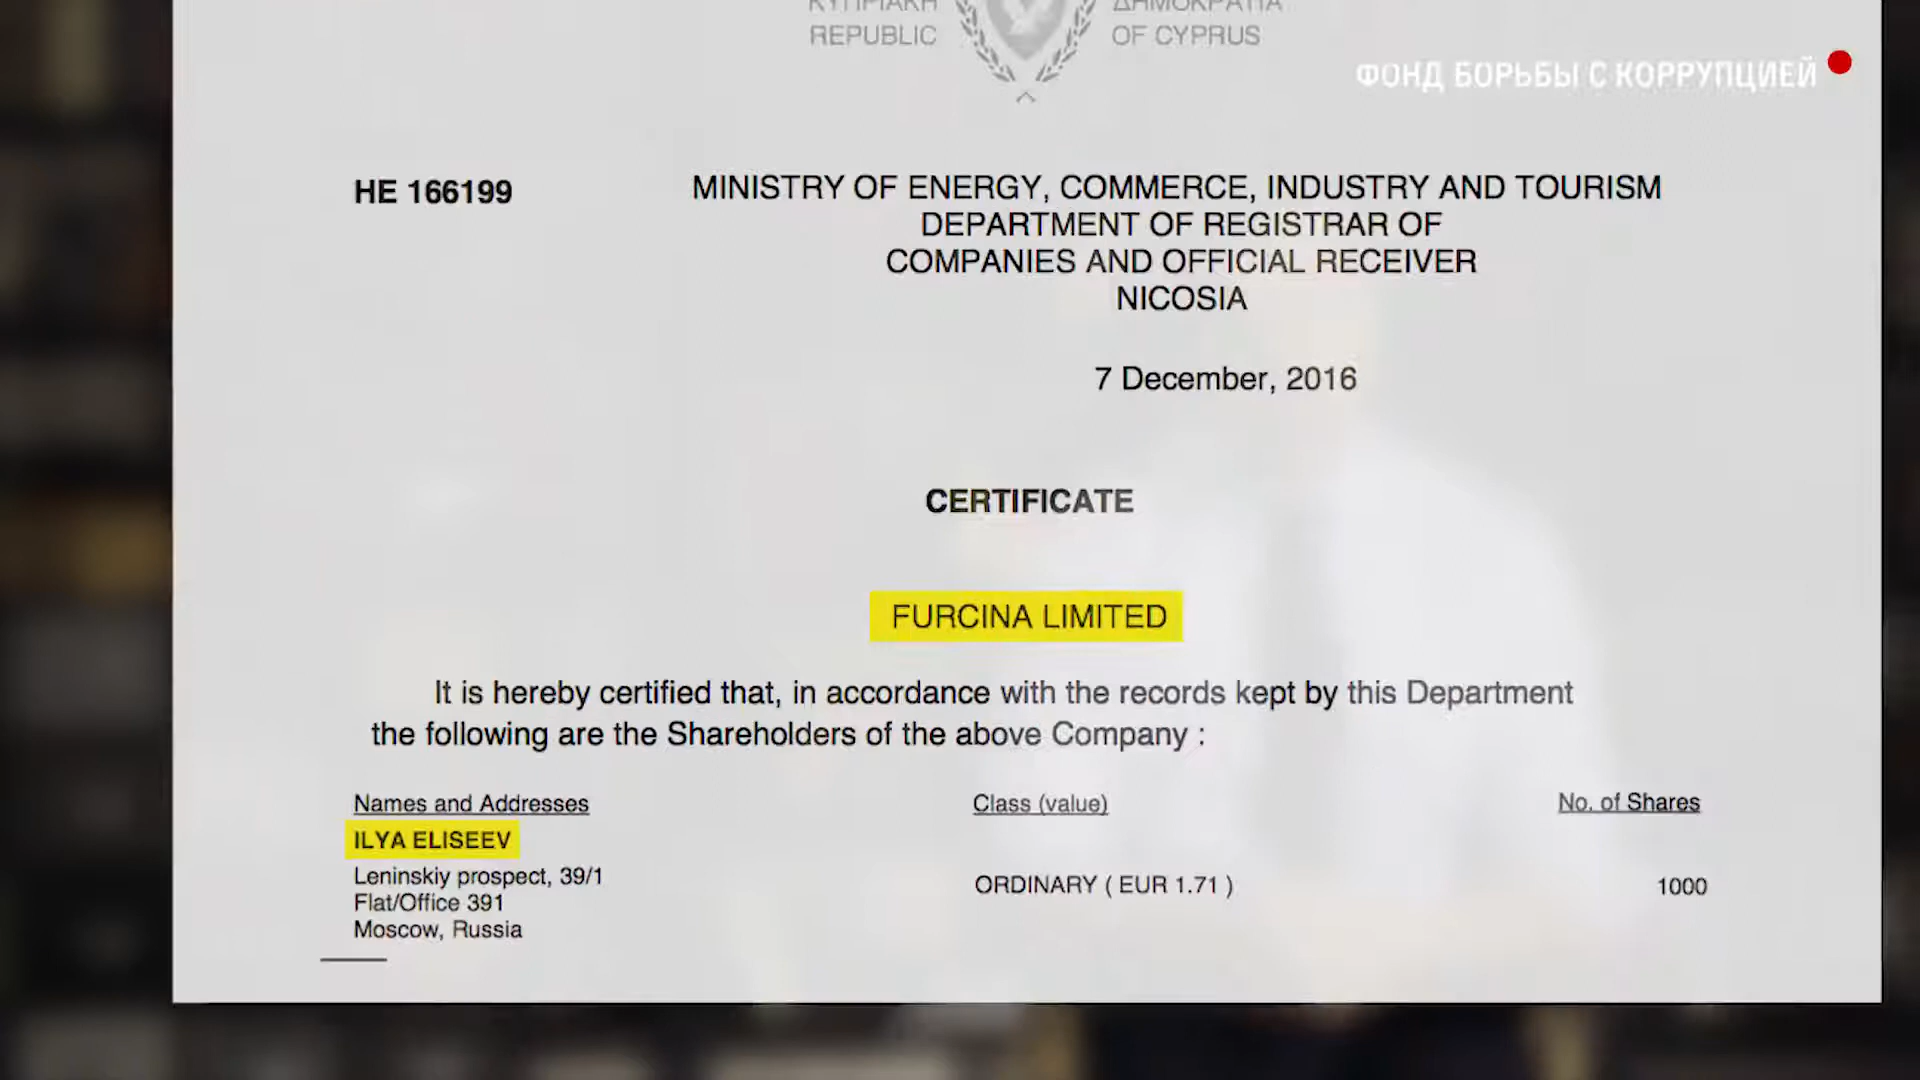 ΚΥΠΡΙΑΚΗ
ΔΗΜΟΚΡΑΤΙΑ
REPUBLIC
OF CYPRUS
ФОНД БОРЬБЫ С КОРРУПЦИЕЙ
HE 166199
MINISTRY OF ENERGY, COMMERCE, INDUSTRY AND TOURISM
DEPARTMENT OF REGISTRAR OF
COMPANIES AND OFFICIAL RECEIVER
NICOSIA
7 December, 2016
CERTIFICATE
FURCINA LIMITED
It is hereby certified that, in accordance with the records kept by this Department
the following are the Shareholders of the above Company :
Names and Addresses
Class (value)
No. of Shares
ILYA ELISEEV
Leninskiy prospect, 39/1
Flat/Office 391
Moscow, Russia
ORDINARY ( EUR 1.71 )
1000